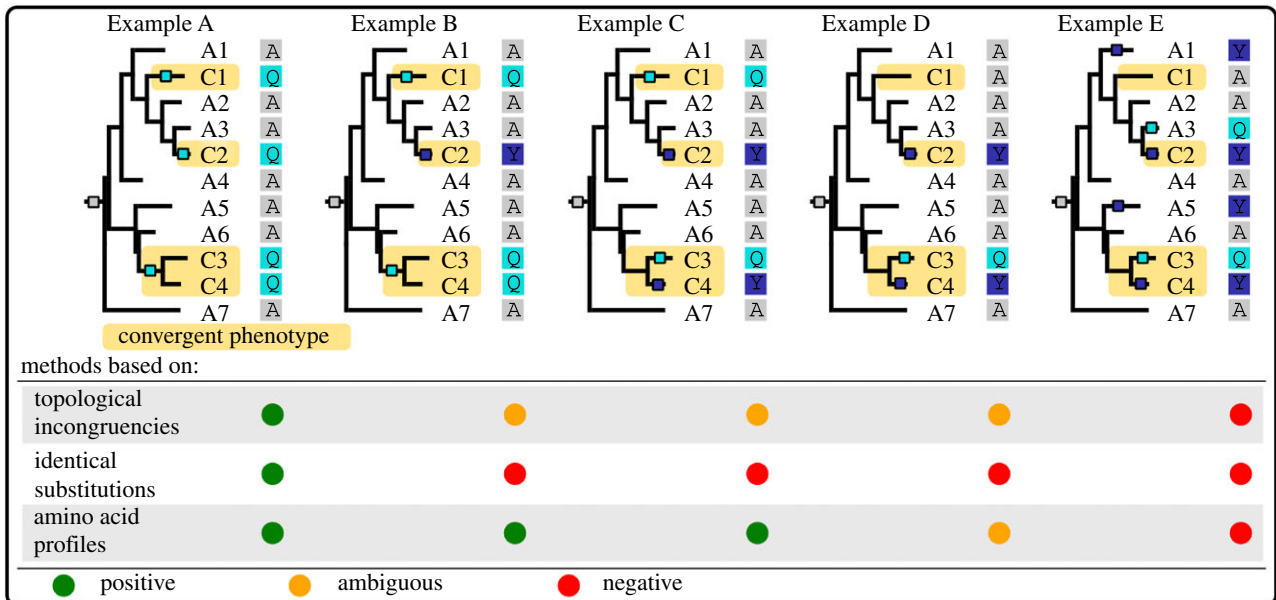 Example A Example B Example C Example D Example E
A1 A A1 A A1 A A1 A A1 Y
C1 Q C1 Q C1 Q C1 A C1 A
A2 A A2 A A2 A A2 A A2 A
A3 A A3 A A3 A A3 A A3 Q
C2 Q C2 Y C2 Y C2 Y C2 Y
A4 A A4 A A4 A A4 A A4 A
A5 A A5 A A5 A A5 A A5 Y
A6 A A6 A A6 A A6 A A6 A
C3 Q C3 Q C3 Q C3 Q C3 Q
C4 Q C4 Q C4 Y C4 Y C4 Y
A7 A A7 A A7 A A7 A A7 A
convergent phenotype
methods based on:
topological
incongruencies
identical
substitutions
amino acid
profiles
positive ambiguous negative